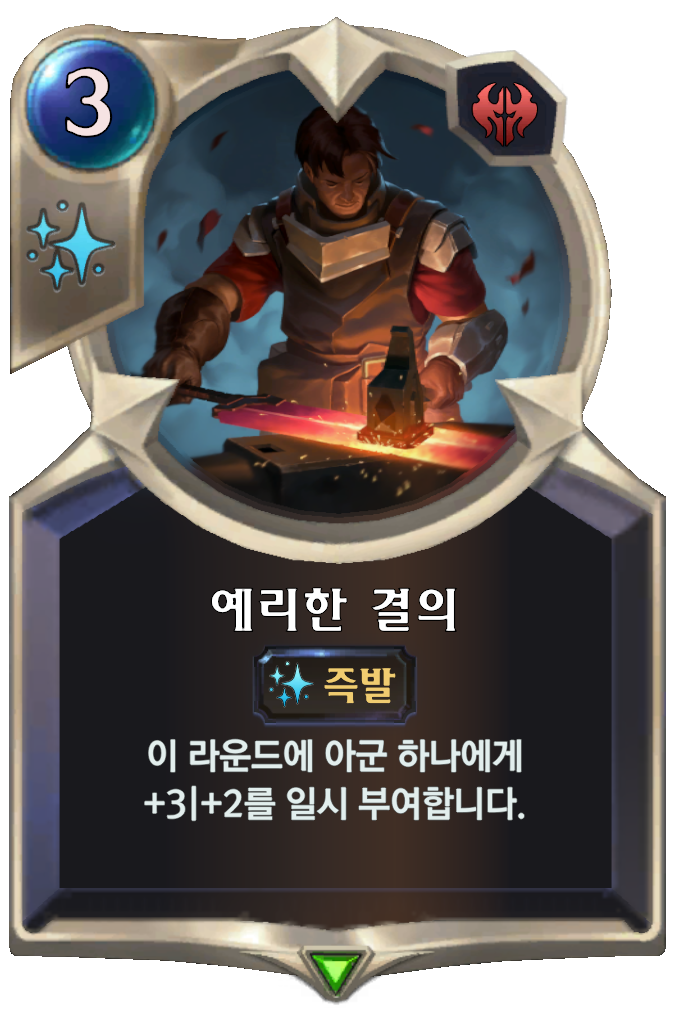 3
예리한 결의
즉발
이 라운드에 아군 하나에게
+3|+2를 일시 부여합니다.